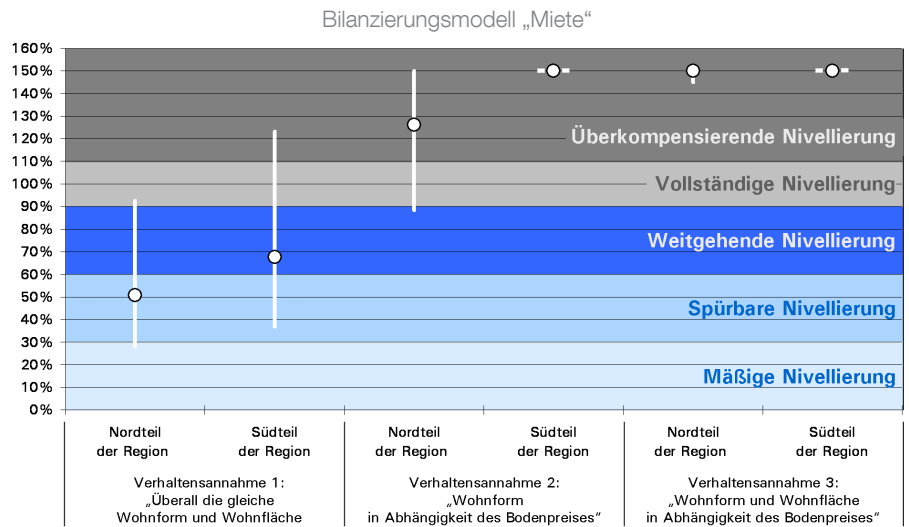 Bilanzierungsmodell „Miete“
160%
150%
140%
130%
120%
110%
100%
90%
80%
70%
60%
50%
40%
30%
20%
10%
0%
Überkompensierende Nivellierung
Vollständige Nivellierung
Weitgehende Nivellierung
Spürbare Nivellierung
Mäßige Nivellierung
Nordteil
der Region
Südteil
der Region
Nordteil
der Region
Südteil
der Region
Nordteil
der Region
Südteil
der Region
Verhaltensannahme 1:
„Überall die gleiche
Wohnform und Wohnfläche
Verhaltensannahme 2:
„Wohnform
in Abhängigkeit des Bodenpreises“
Verhaltensannahme 3:
„Wohnform und Wohnfläche
in Abhängigkeit des Bodenpreises“